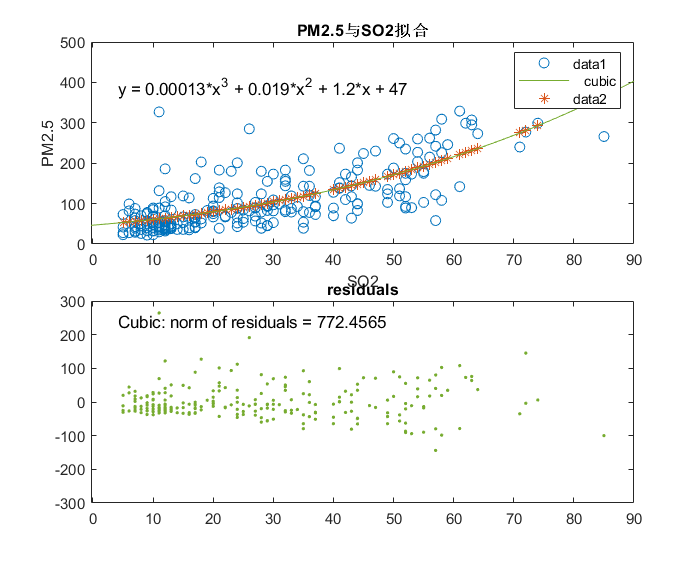 PM2.5与SO2拟合
500
400
300
200
100
0
PM2.5
y = 0.00013*x³ + 0.019*x² + 1.2*x + 47
data1
cubic
data2
0 10 20 30 40 50 60 70 80 90
SO2
residuals
300
200
100
0
-100
-200
-300
Cubic: norm of residuals = 772.4565
0 10 20 30 40 50 60 70 80 90